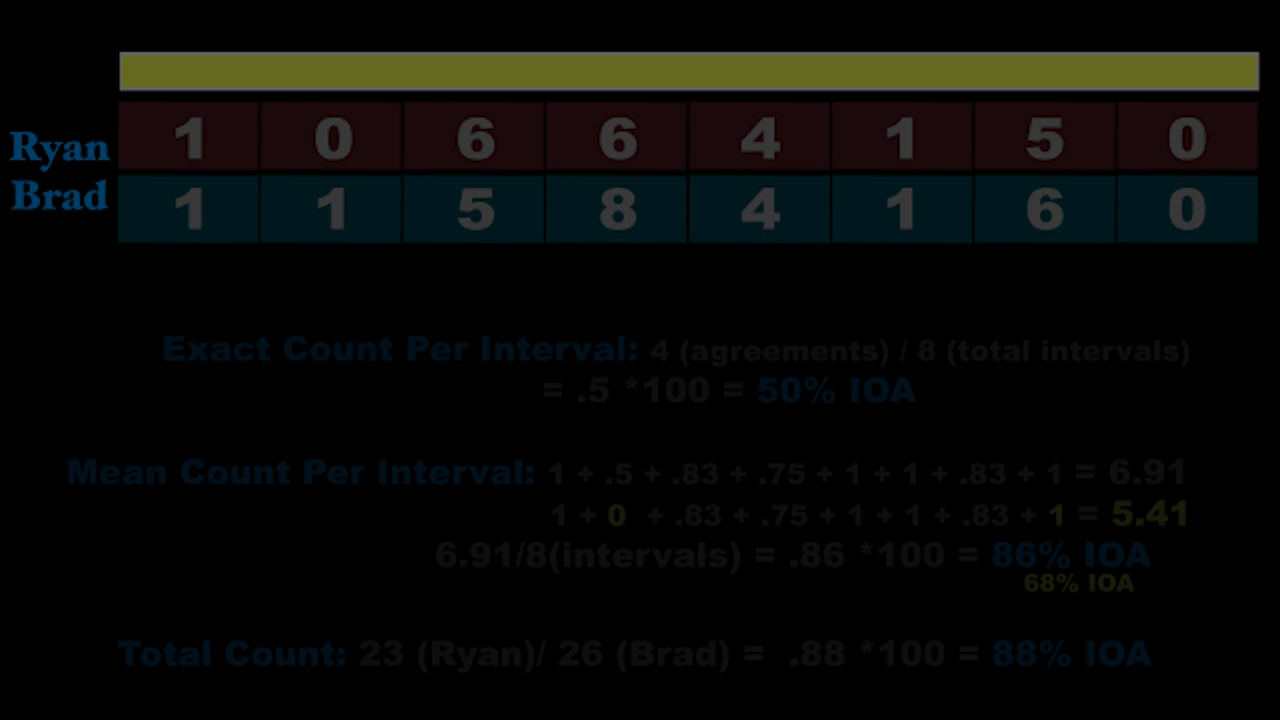 Ryan 1 0 6 6 4 1 5 0
Brad 1 1 5 8 4 1 6 0
Exact Count Per Interval: 4 (agreements) / 8 (total intervals)
= .5 *100 = 50% IOA
Mean Count Per Interval: 1 + .5 + .83 + .75 + 1 + 1 + .83 + 1 = 6.91
1 + 0 + .83 + .75 + 1 + 1 + .83 + 1 = 5.41
6.91/8(intervals) = .86 *100 = 86% IOA
68% IOA
Total Count: 23 (Ryan)/ 26 (Brad) = .88 *100 = 88% IOA